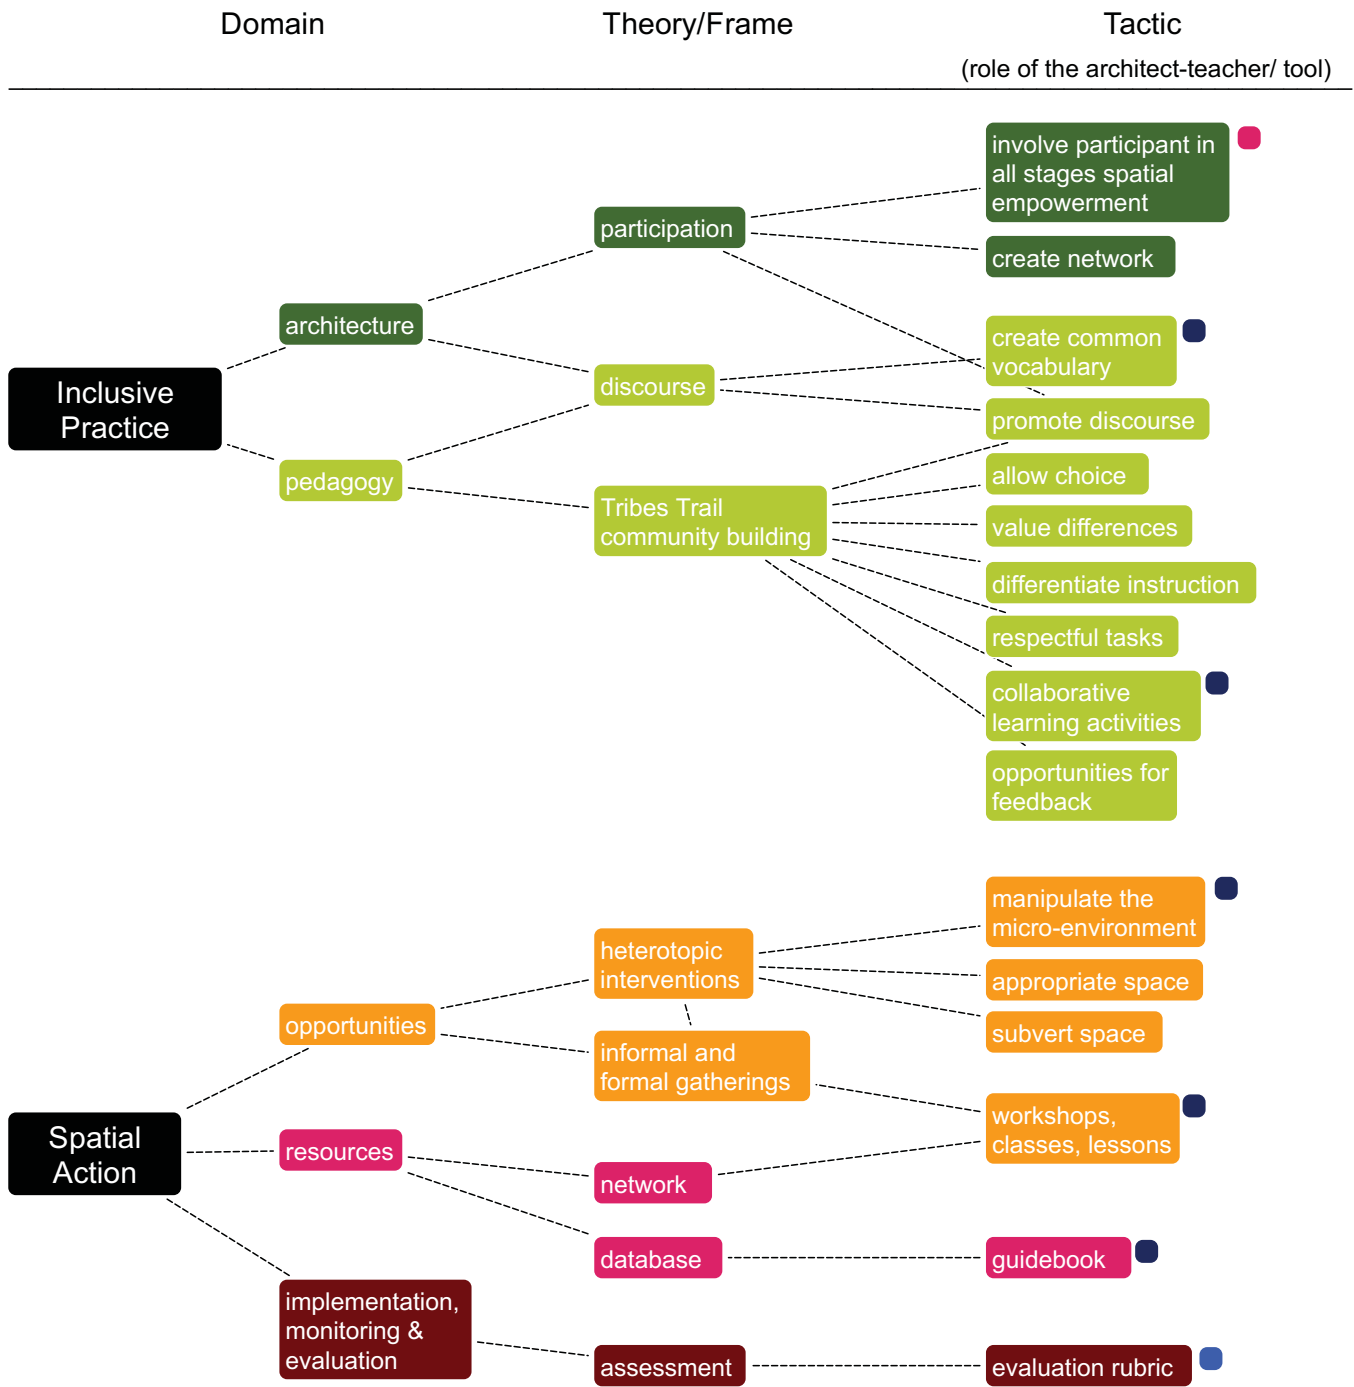 Domain
Theory/Frame
Tactic
(role of the architect-teacher/ tool)
Inclusive
Practice
architecture
pedagogy
participation
discourse
Tribes Trail
community building
involve participant in
all stages spatial
empowerment
create network
create common
vocabulary
promote discourse
allow choice
value differences
differentiate instruction
respectful tasks
collaborative
learning activities
opportunities for
feedback
Spatial
Action
opportunities
resources
implementation,
monitoring &
evaluation
heterotopic
interventions
informal and
formal gatherings
network
database
assessment
manipulate the
micro-environment
appropriate space
subvert space
workshops,
classes, lessons
guidebook
evaluation rubric